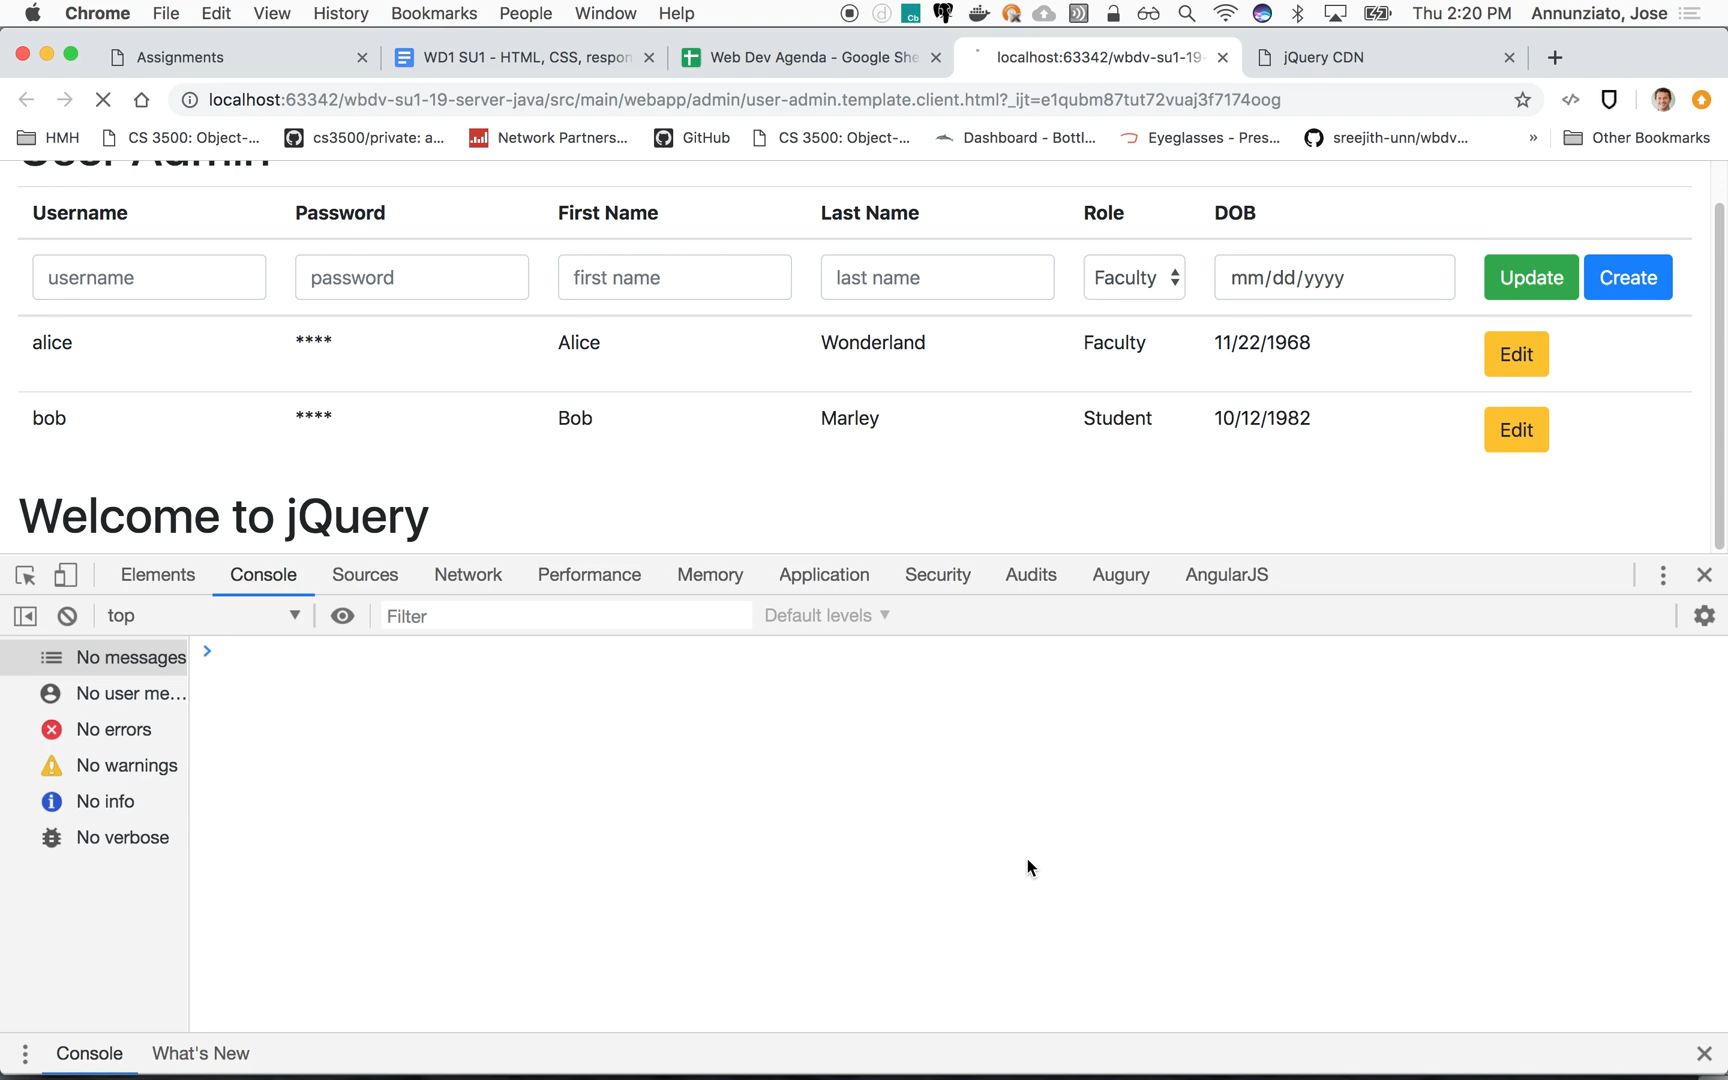 Chrome File Edit View History Bookmarks People Window Help Thu 2:20 PM Annunziato, Jose
Assignments WD1 SU1 - HTML, CSS, respon Web Dev Agenda - Google She localhost:63342/wbdv-su1-19- jQuery CDN
localhost:63342/wbdv-su1-19-server-java/src/main/webapp/admin/user-admin.template.client.html?_ijt=e1qubm87tut72vuaj3f7174oog
HMH CS 3500: Object-... cs3500/private: a... Network Partners... GitHub CS 3500: Object-... Dashboard - Bottl... Eyeglasses - Pres... sreejith-unn/wbdv... » Other Bookmarks
User Admin
Username Password First Name Last Name Role DOB
username password first name last name Faculty mm/dd/yyyy Update Create
alice **** Alice Wonderland Faculty 11/22/1968 Edit
bob **** Bob Marley Student 10/12/1982 Edit
Welcome to jQuery
Elements Console Sources Network Performance Memory Application Security Audits Augury AngularJS
top Filter Default levels
No messages
No user me...
No errors
No warnings
No info
No verbose
Console What's New